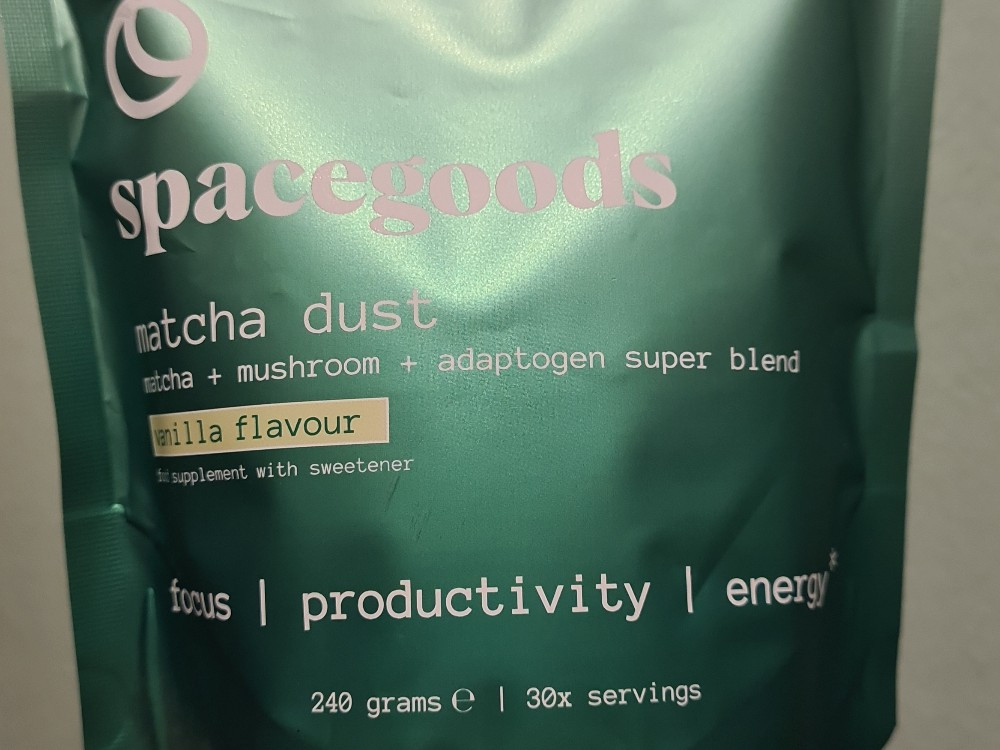 spacegoods
matcha dust
matcha + mushroom + adaptogen super blend
vanilla flavour
supplement with sweetener
focus | productivity | energy*
240 grams ℮ | 30x servings